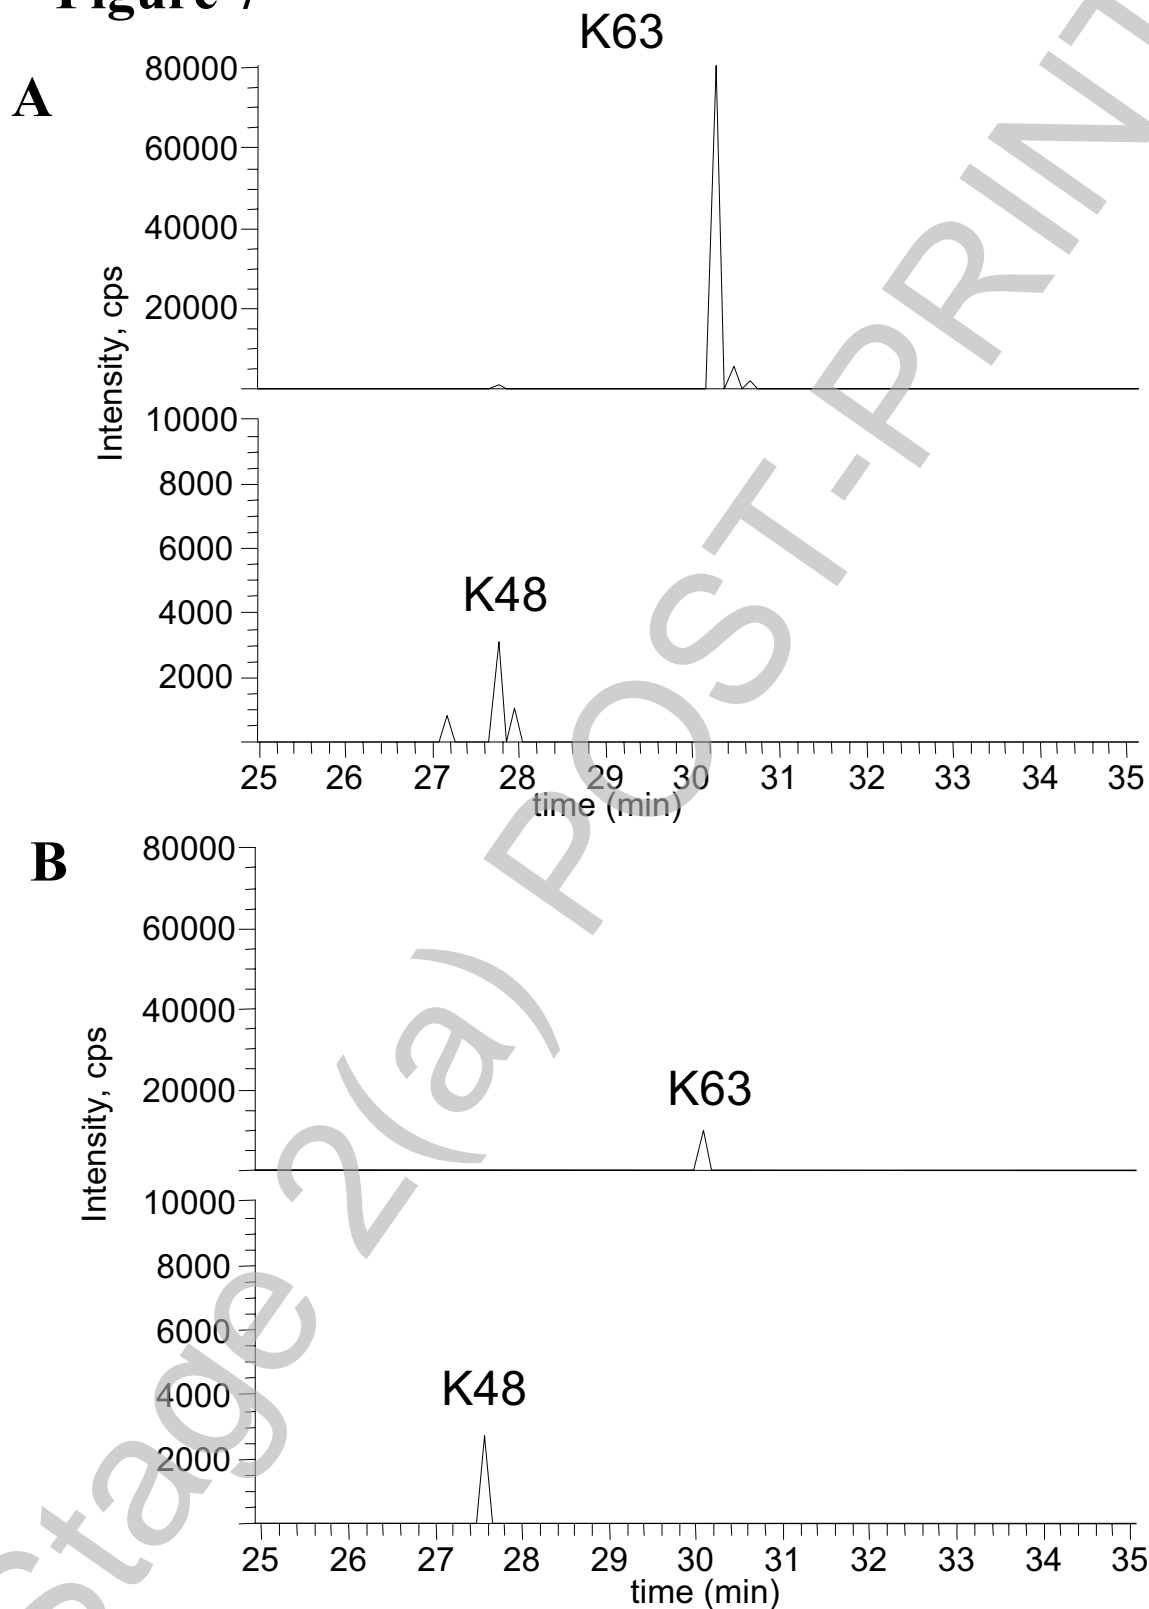 Figure 7
A
K63
80000
60000
40000
20000
Intensity, cps
10000
8000
6000
4000
2000
K48
25 26 27 28 29 30 31 32 33 34 35
time (min)
B
80000
60000
40000
20000
K63
Intensity, cps
10000
8000
6000
4000
2000
K48
25 26 27 28 29 30 31 32 33 34 35
time (min)
Stage 2(a) POST-PRINT